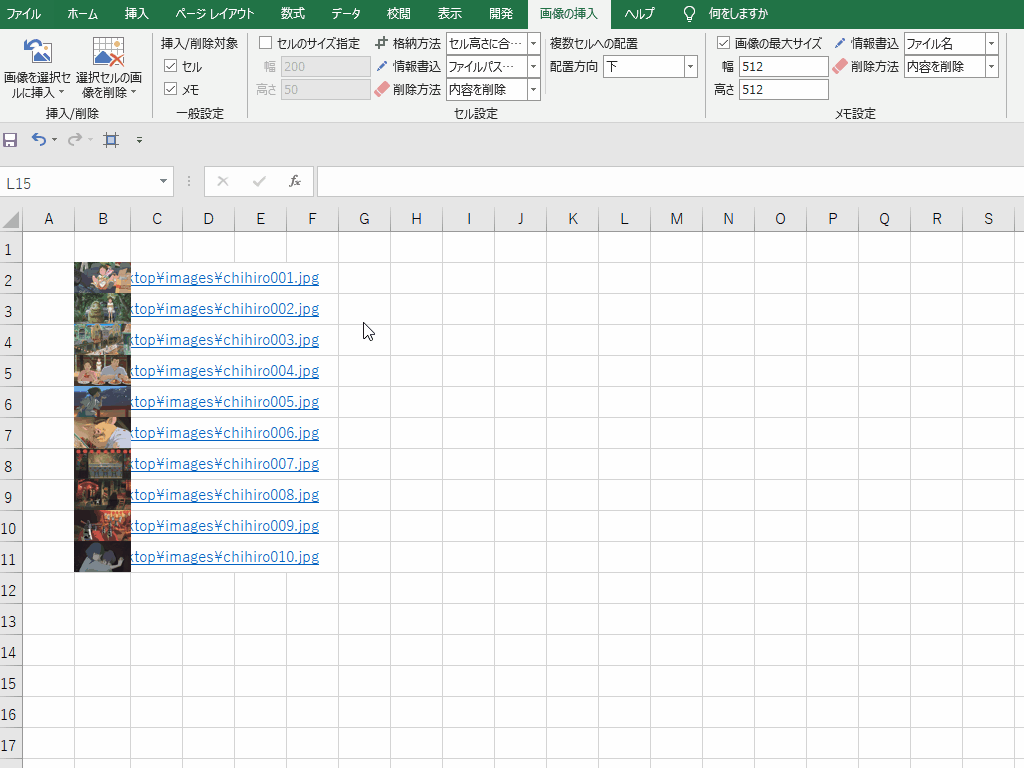 ファイル ホーム 挿入 ページ レイアウト 数式 データ 校閲 表示 開発 画像の挿入 ヘルプ 何をしますか
画像を選択セルに挿入 選択セルの画像を削除
挿入/削除
挿入/削除対象
セル
メモ
一般設定
セルのサイズ指定 格納方法 セル高さに合…
幅 200 情報書込 ファイルパス…
高さ 50 削除方法 内容を削除
複数セルへの配置
配置方向 下
セル設定
画像の最大サイズ 情報書込 ファイル名
幅 512 削除方法 内容を削除
高さ 512
メモ設定
L15 fx
A B C D E F G H I J K L M N O P Q R S
1
2 ktop¥images¥chihiro001.jpg
3 ktop¥images¥chihiro002.jpg
4 ktop¥images¥chihiro003.jpg
5 ktop¥images¥chihiro004.jpg
6 ktop¥images¥chihiro005.jpg
7 ktop¥images¥chihiro006.jpg
8 ktop¥images¥chihiro007.jpg
9 ktop¥images¥chihiro008.jpg
10 ktop¥images¥chihiro009.jpg
11 ktop¥images¥chihiro010.jpg
12
13
14
15
16
17